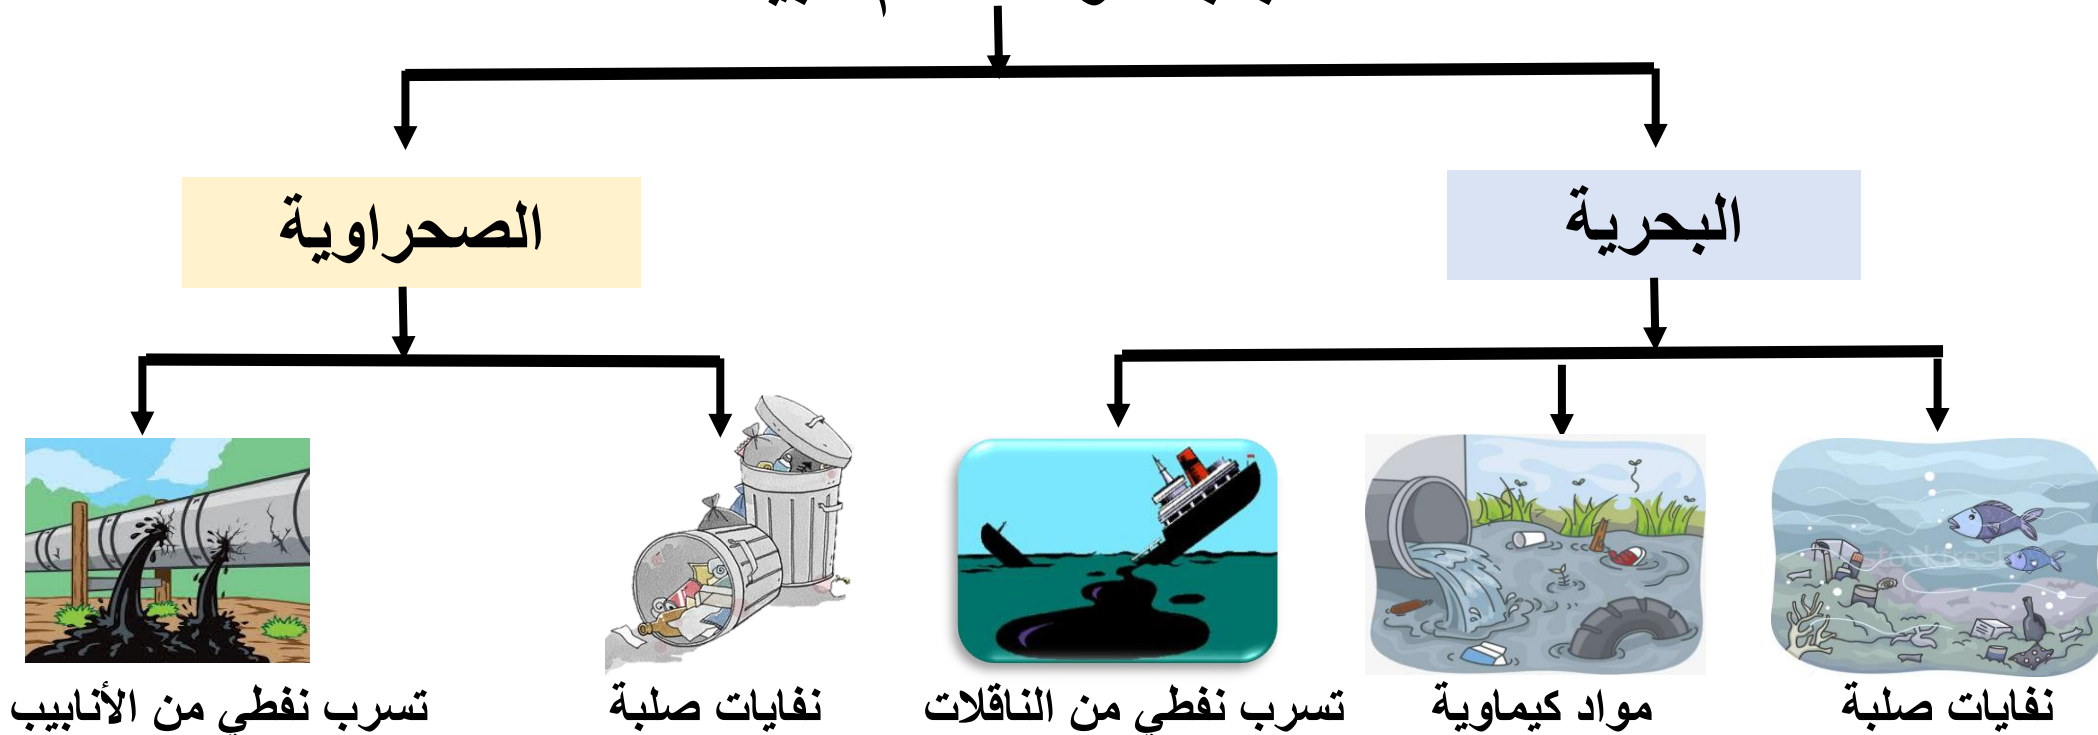 البحرية
الصحراوية
نفايات صلبة
مواد كيماوية
تسرب نفطي من الناقلات
نفايات صلبة
تسرب نفطي من الأنابيب